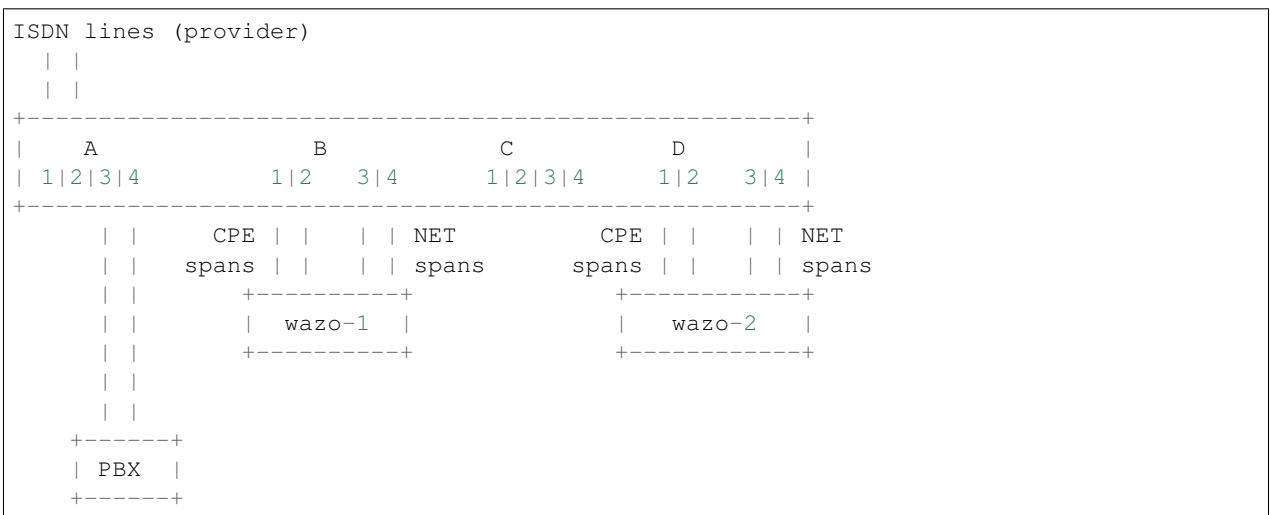 ISDN lines (provider)
  | |
  | |
+------------------------------------------------------+
|    A               B            C           D        |
| 1|2|3|4         1|2   3|4      1|2|3|4     1|2   3|4 |
+------------------------------------------------------+
      | |     CPE | |   | | NET          CPE | |   | | NET
      | |   spans | |   | | spans      spans | |   | | spans
      | |       +----------+              +------------+
      | |       |  wazo-1  |              |   wazo-2   |
      | |       +----------+              +------------+
      | |
      | |
    +------+
    | PBX  |
    +------+